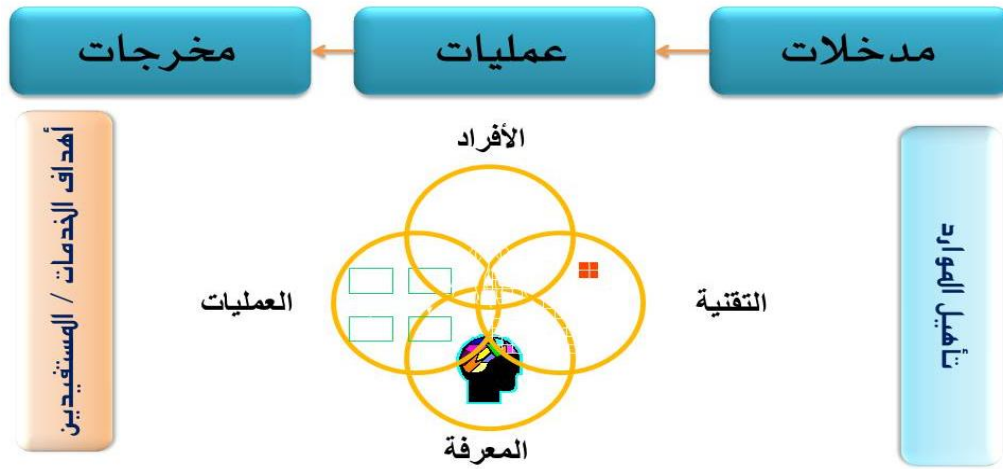 مدخلات
عمليات
مخرجات
تأهيل الموارد
الأفراد
التقنية
العمليات
المعرفة
أهداف الخدمات / المستفيدين